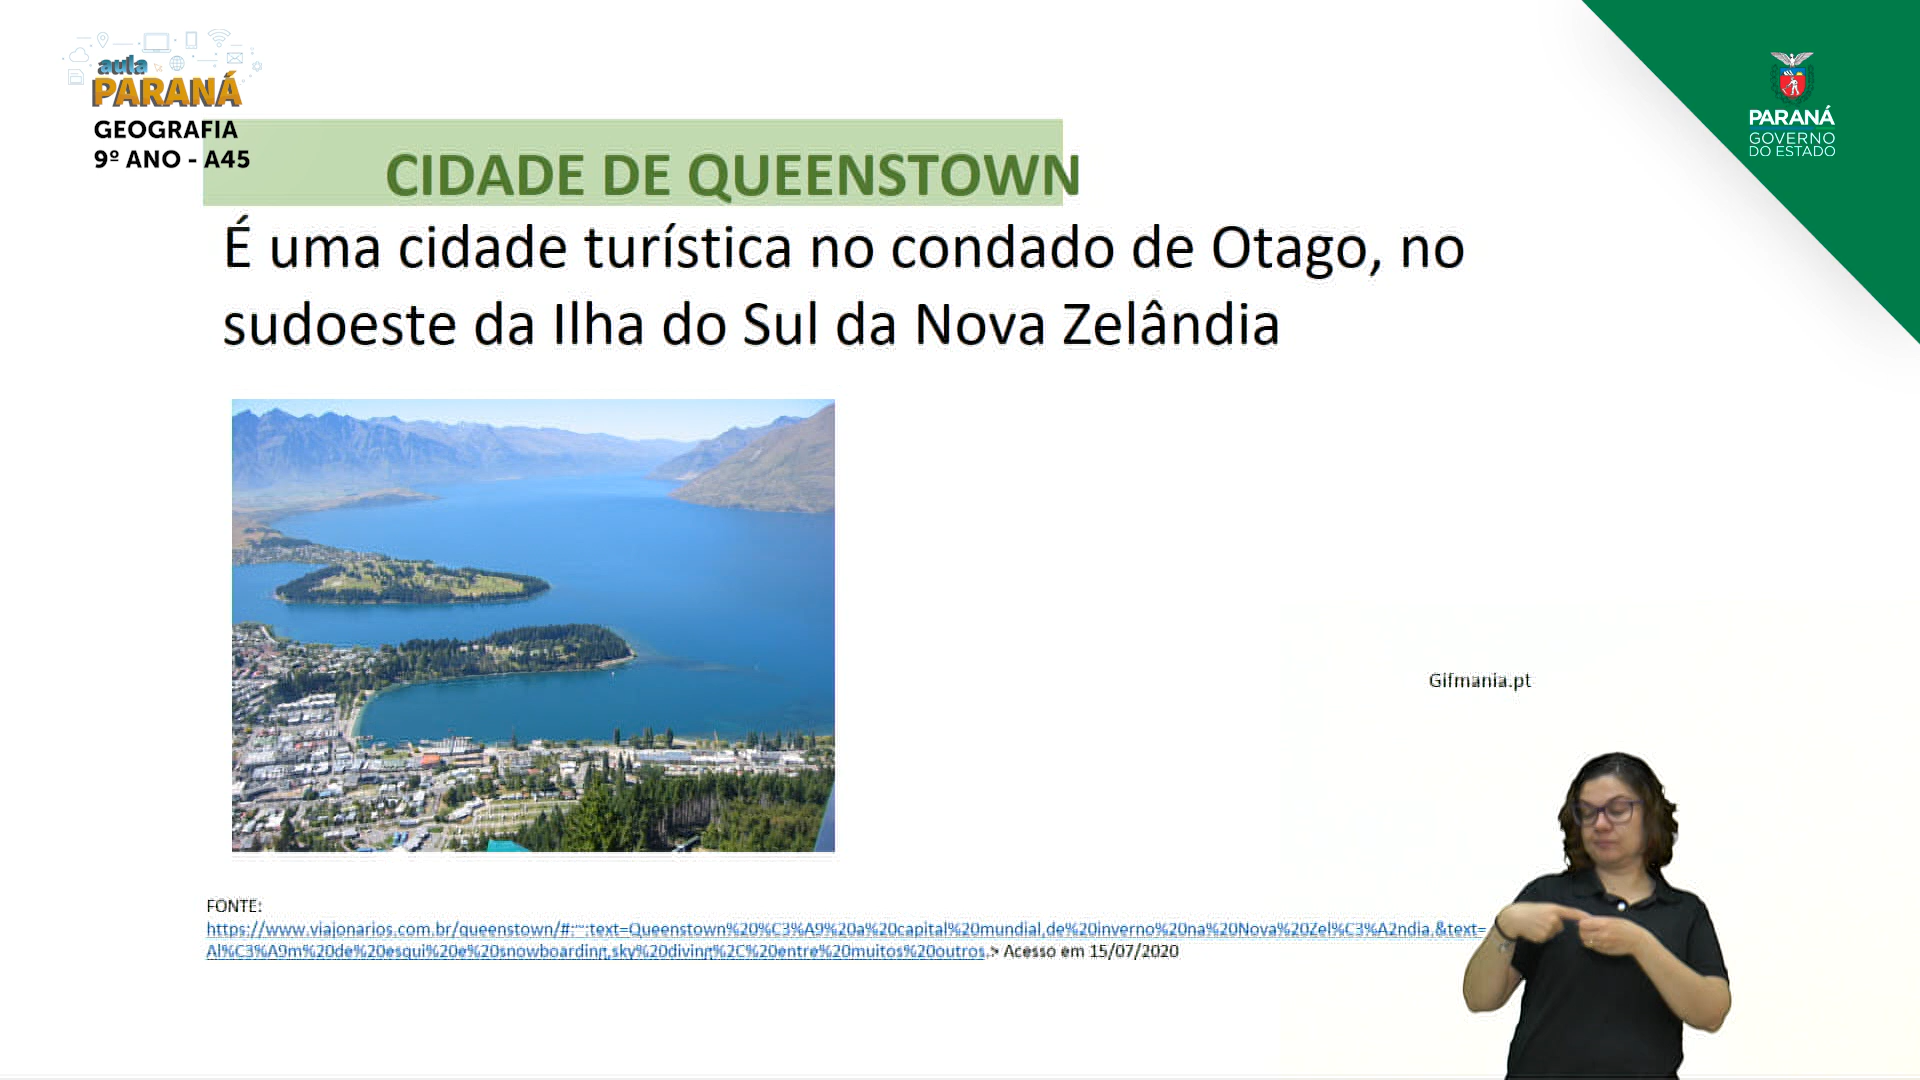 aula
PARANÁ
GEOGRAFIA
9º ANO - A45
PARANÁ
GOVERNO
DO ESTADO
CIDADE DE QUEENSTOWN
É uma cidade turística no condado de Otago, no
sudoeste da Ilha do Sul da Nova Zelândia
Gifmania.pt
FONTE:
https://www.viajonarios.com.br/queenstown/#:~:text=Queenstown%20%C3%A9%20a%20capital%20mundial,de%20inverno%20na%20Nova%20Zel%C3%A2ndia.&text=
Al%C3%A9m%20de%20esqui%20e%20snowboarding,sky%20diving%2C%20entre%20muitos%20outros.> Acesso em 15/07/2020